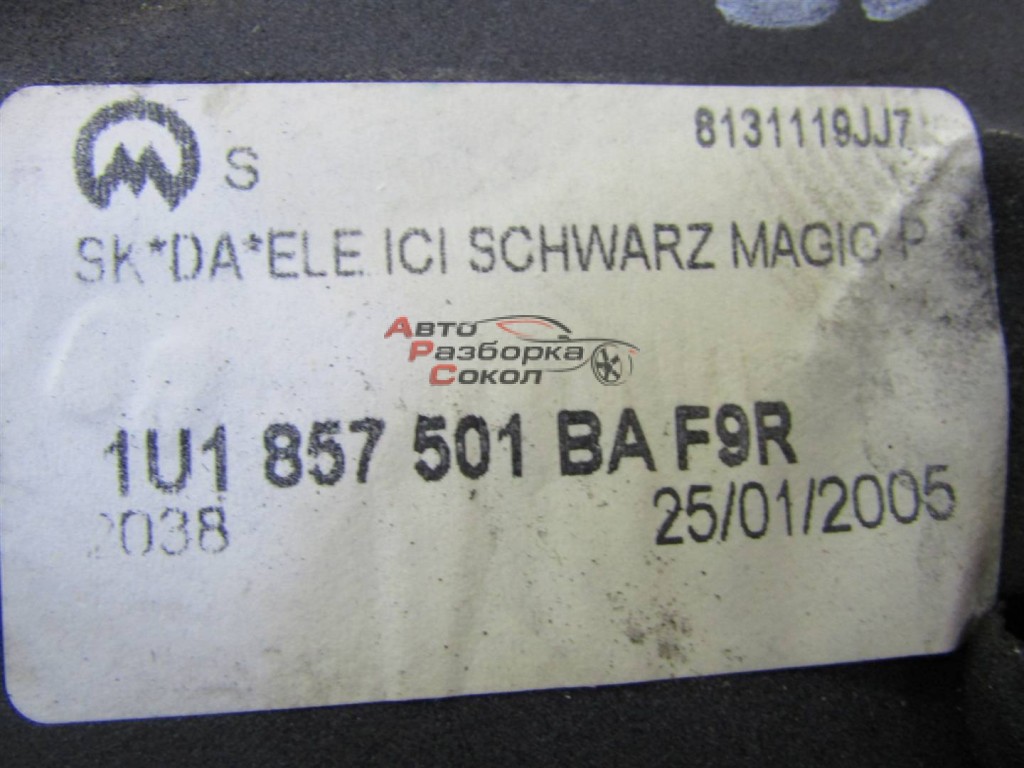 8131119JJ7
S
SK*DA*ELE ICI SCHWARZ MAGIC P
Авто
Разборка
Сокол
1U1 857 501 BA F9R
2038
25/01/2005